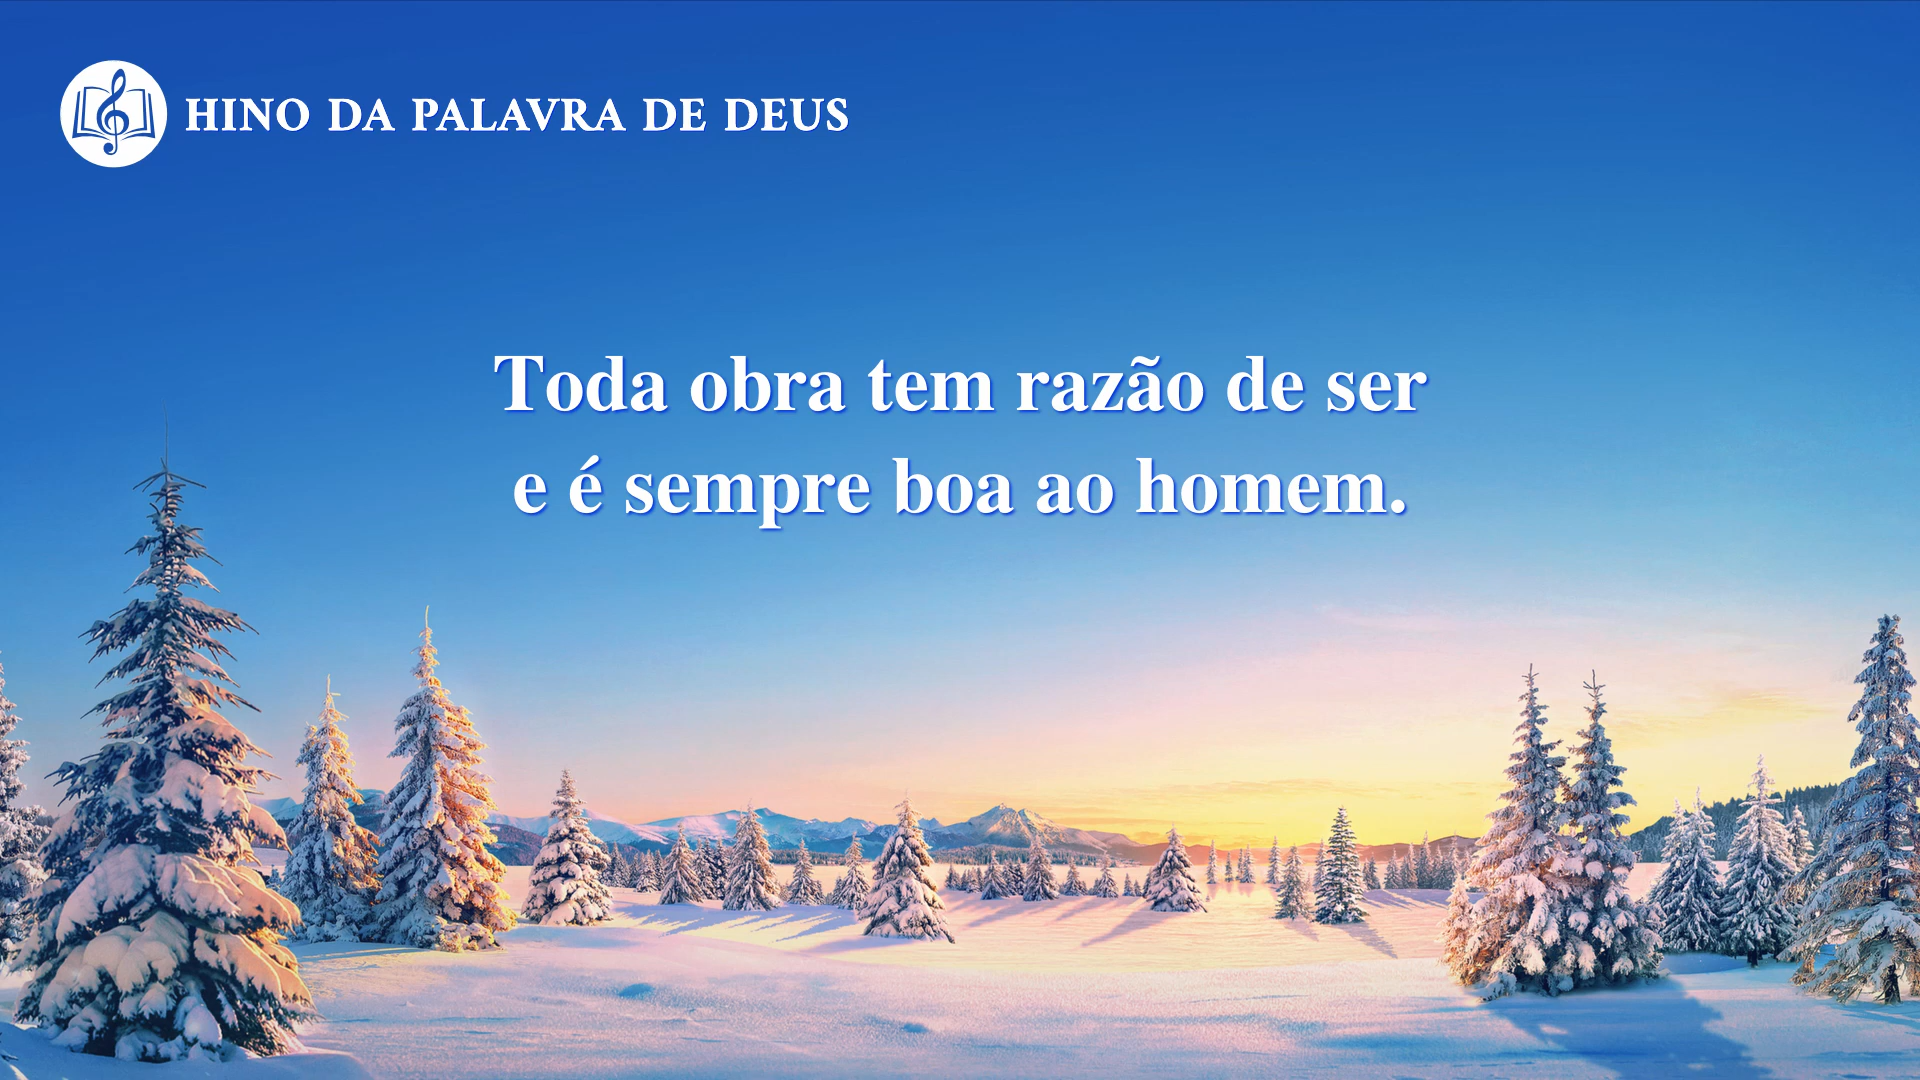 HINO DA PALAVRA DE DEUS
Toda obra tem razão de ser
e é sempre boa ao homem.